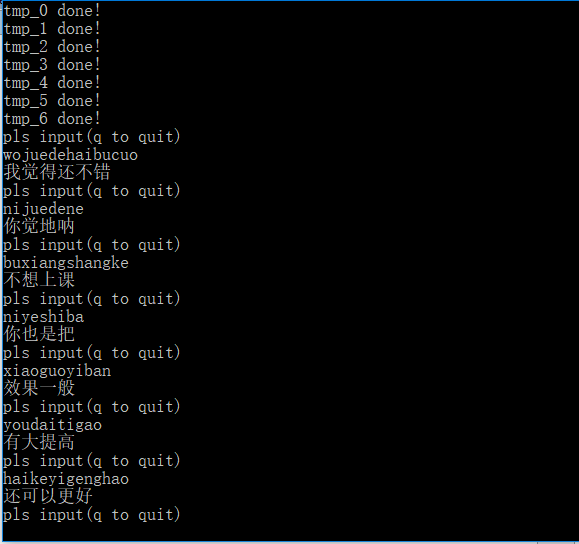 tmp_0 done!
tmp_1 done!
tmp_2 done!
tmp_3 done!
tmp_4 done!
tmp_5 done!
tmp_6 done!
pls input(q to quit)
wojuedehaibucuo
我觉得还不错
pls input(q to quit)
nijuedene
你觉地呐
pls input(q to quit)
buxiangshangke
不想上课
pls input(q to quit)
niyeshiba
你也是把
pls input(q to quit)
xiaoguoyiban
效果一般
pls input(q to quit)
youdaitigao
有大提高
pls input(q to quit)
haikeyigenghao
还可以更好
pls input(q to quit)